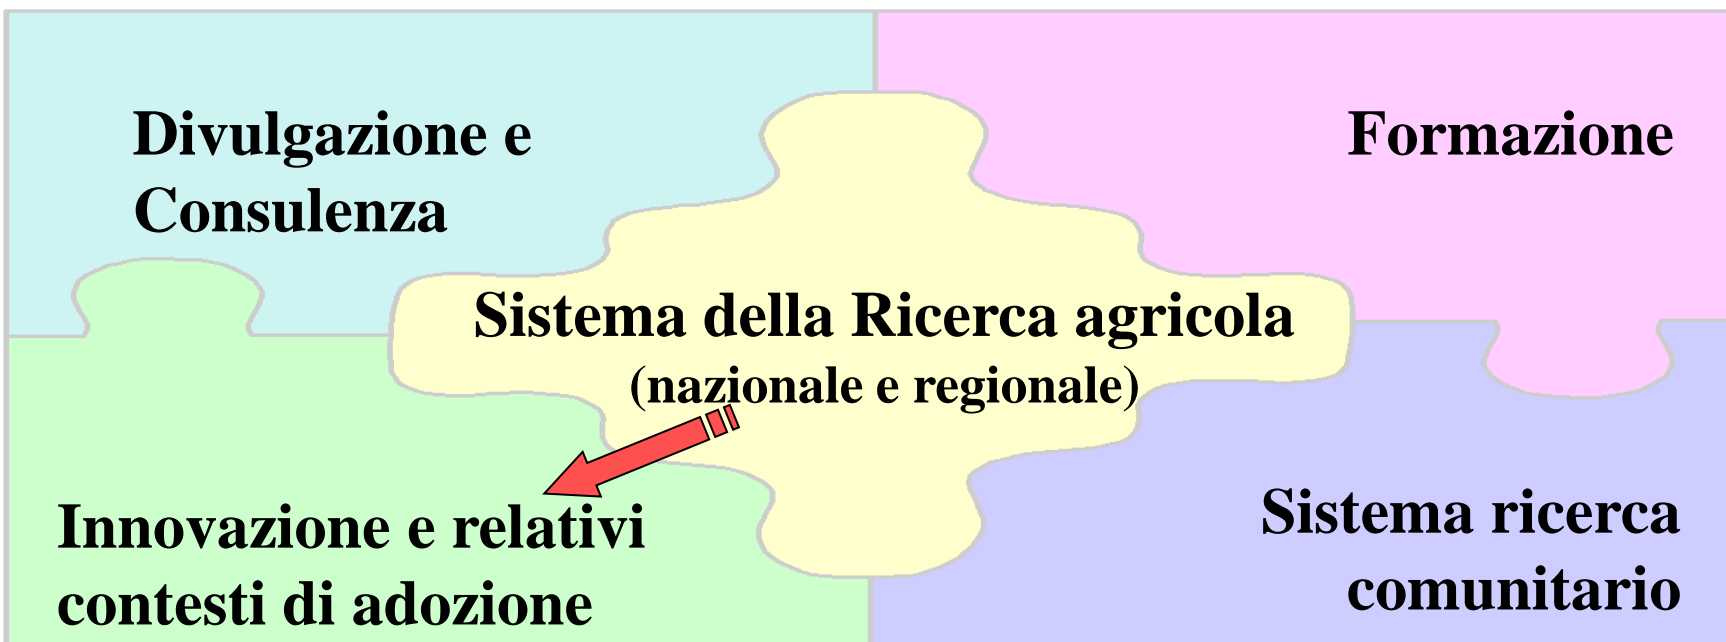 Divulgazione e
Consulenza
Formazione
Sistema della Ricerca agricola
(nazionale e regionale)
Innovazione e relativi
contesti di adozione
Sistema ricerca
comunitario